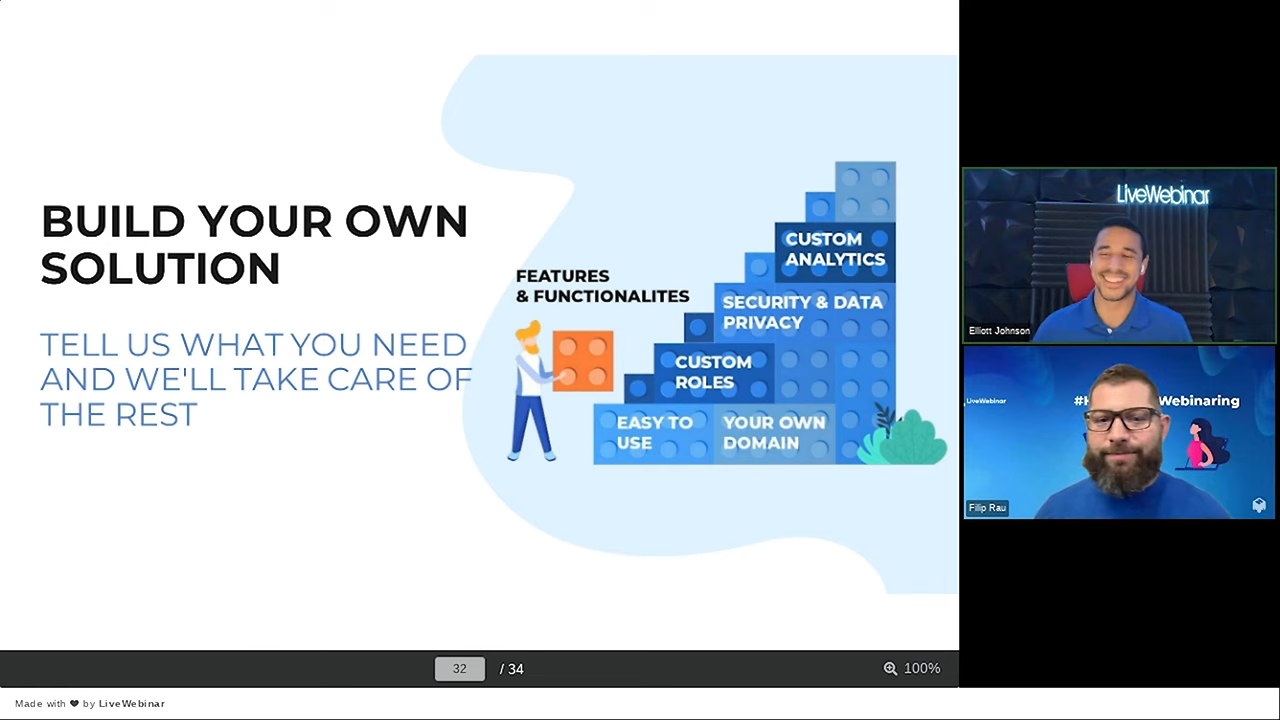 BUILD YOUR OWN
SOLUTION
TELL US WHAT YOU NEED
AND WE'LL TAKE CARE OF
THE REST
FEATURES
& FUNCTIONALITES
CUSTOM
ANALYTICS
SECURITY & DATA
PRIVACY
CUSTOM
ROLES
EASY TO
USE
YOUR OWN
DOMAIN
LiveWebinar
Elliott Johnson
LiveWebinar
Webinaring
Filip Rau
32 / 34
100%
Made with ❤ by LiveWebinar